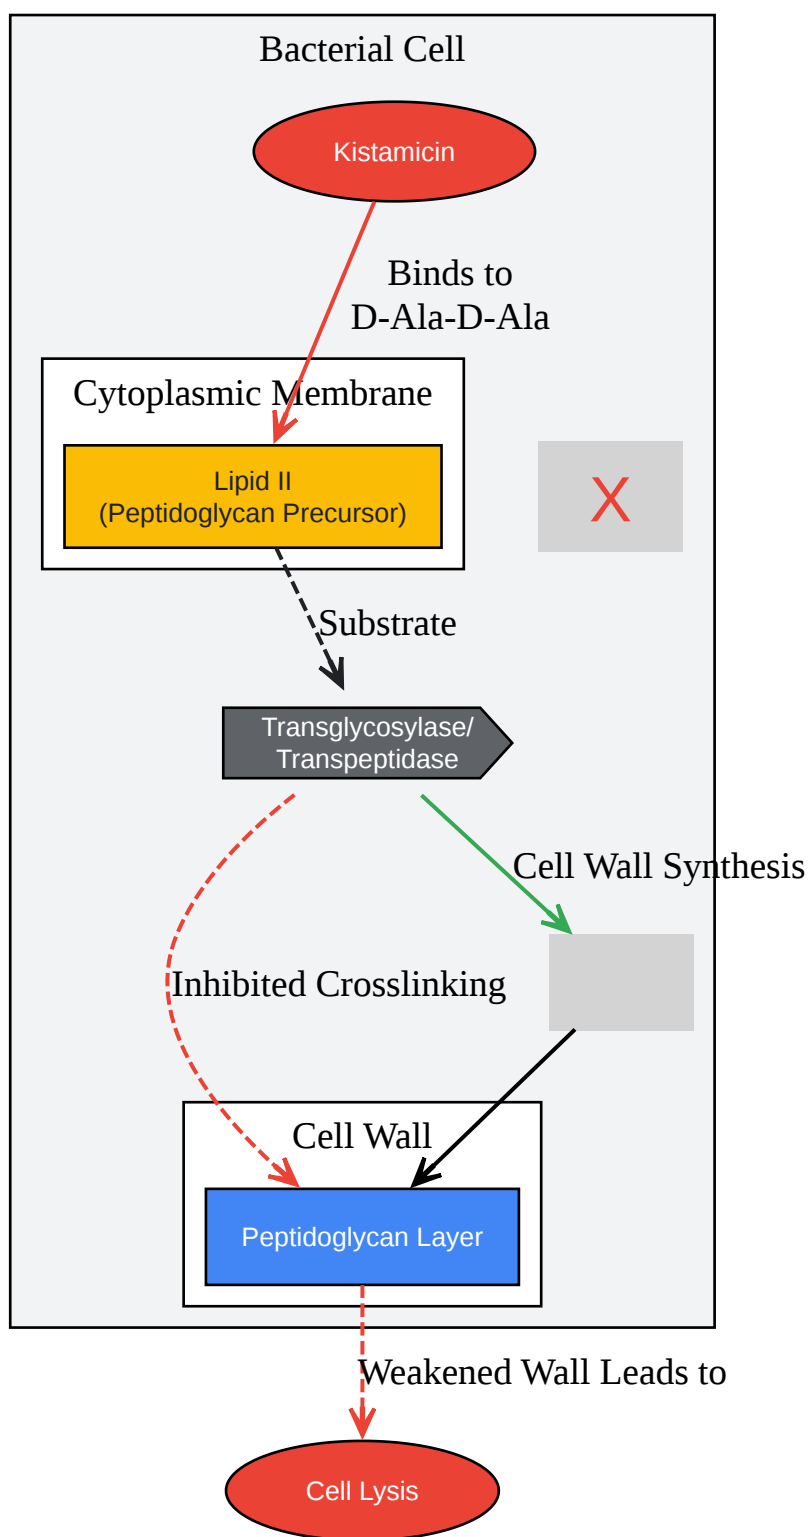 Bacterial Cell
Kistamicin
Binds to
D-Ala-D-Ala
Cytoplasmic Membrane
Lipid II
(Peptidoglycan Precursor)
X
Substrate
Transglycosylase/
Transpeptidase
Cell Wall Synthesis
Inhibited Crosslinking
Cell Wall
Peptidoglycan Layer
Weakened Wall Leads to
Cell Lysis